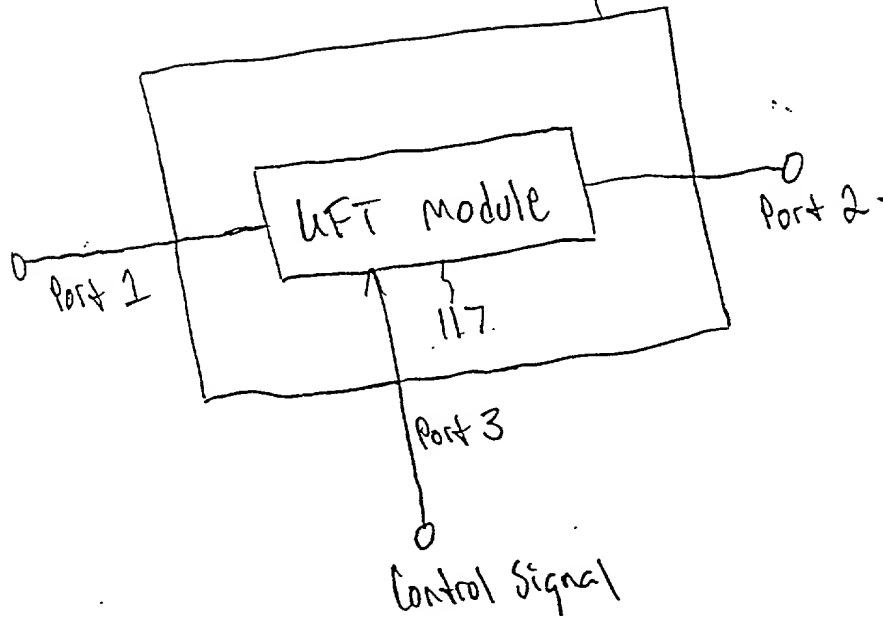 UFT Module
Port 2
Port 1
117
Port 3
Control Signal